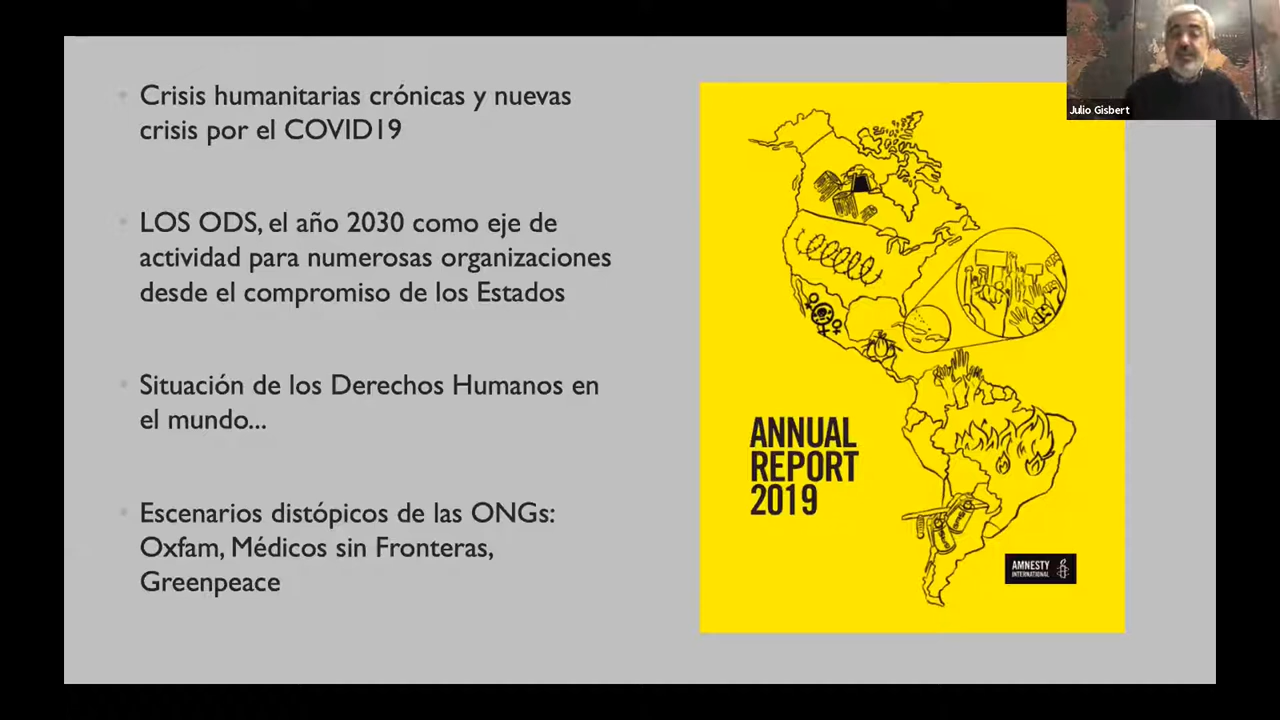 Crisis humanitarias crónicas y nuevas
crisis por el COVID19
LOS ODS, el año 2030 como eje de
actividad para numerosas organizaciones
desde el compromiso de los Estados
Situación de los Derechos Humanos en
el mundo...
Escenarios distópicos de las ONGs:
Oxfam, Médicos sin Fronteras,
Greenpeace
ANNUAL
REPORT
2019
AMNESTY
INTERNATIONAL
Julio Gisbert